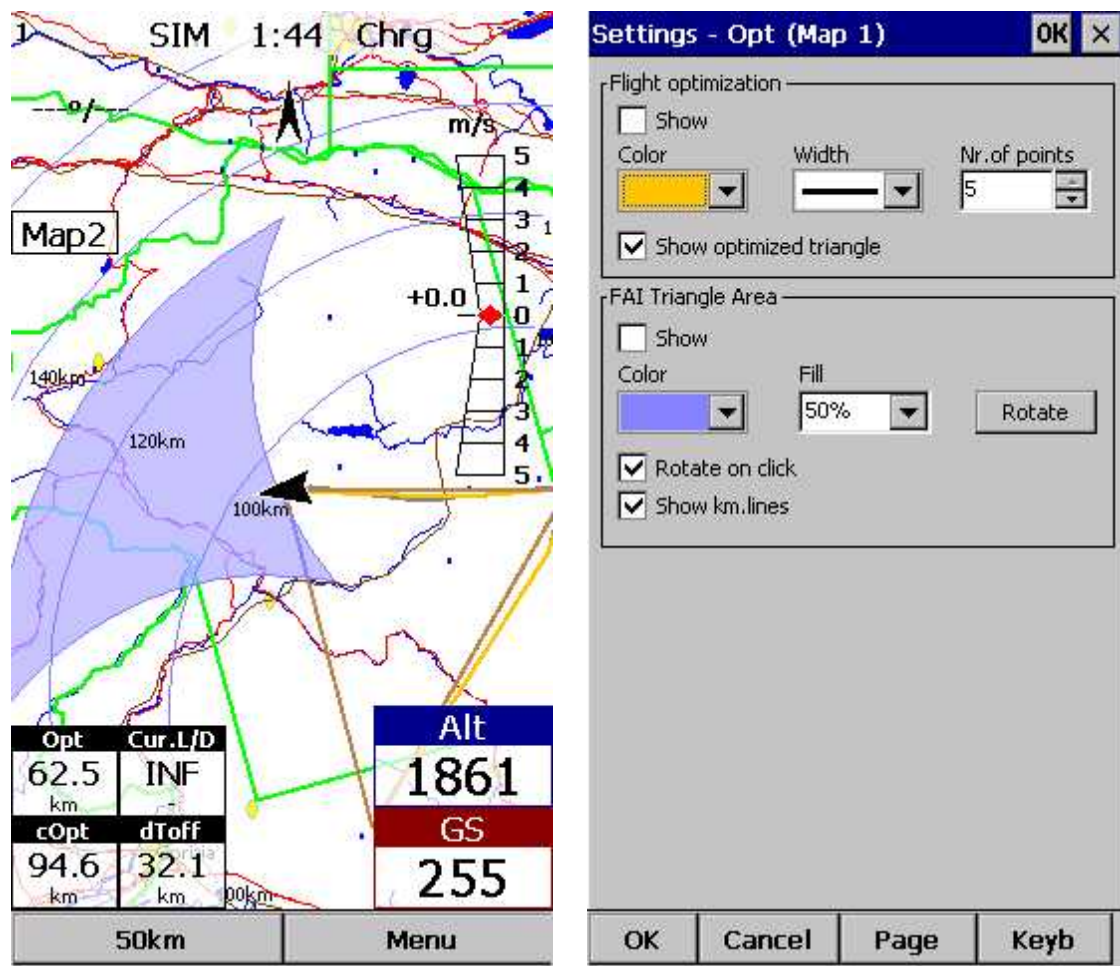 1 SIM 1:44 Chrg
---°/---
m/s
5
4
3
Map2
1
2
1
+0.0
0
1
2
140km
3
120km
4
5
100km
Opt Cur.L/D
62.5 INF
km -
cOpt dToff
94.6 32.1
km km
Alt
1861
GS
255
00km
50km Menu
Settings - Opt (Map 1) OK ×
Flight optimization
Show
Color Width Nr.of points
5
Show optimized triangle
FAI Triangle Area
Show
Color Fill
50% Rotate
Rotate on click
Show km.lines
OK Cancel Page Keyb